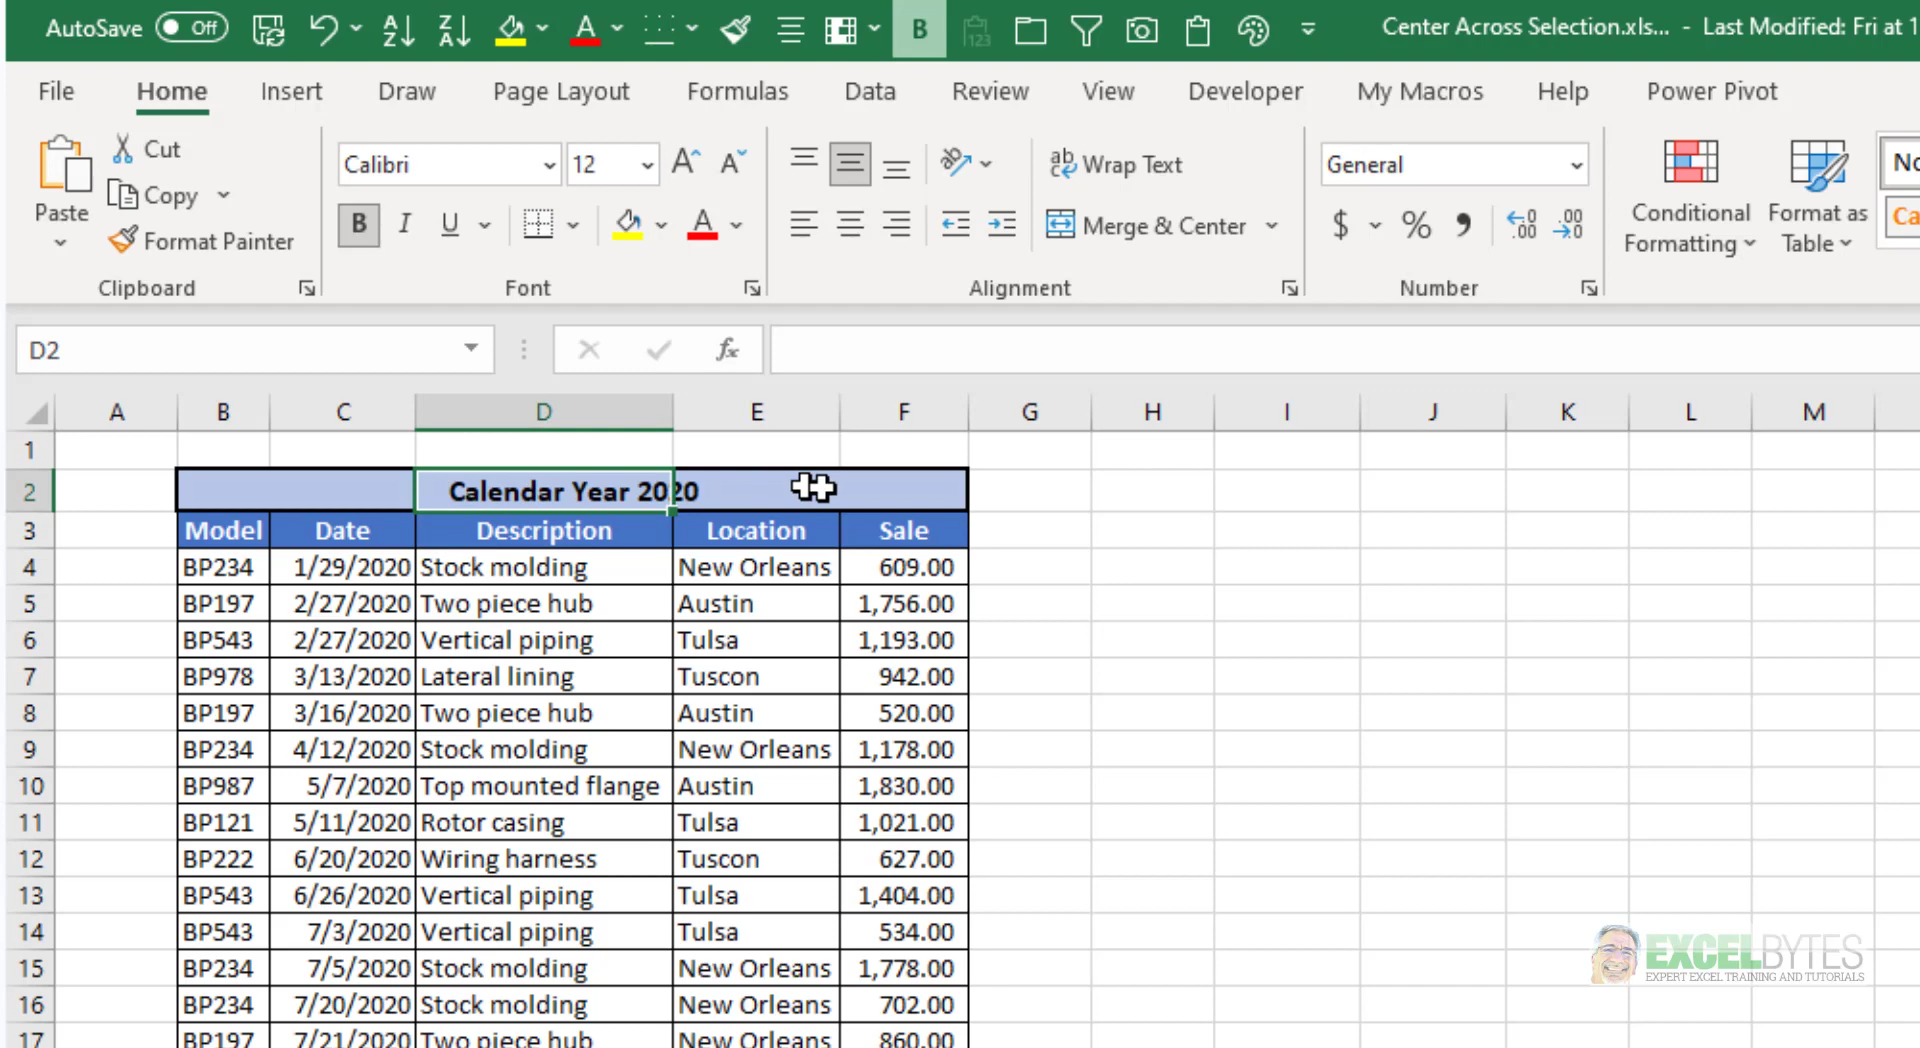 AutoSave Off Center Across Selection.xls... - Last Modified: Fri at 1
File Home Insert Draw Page Layout Formulas Data Review View Developer My Macros Help Power Pivot
Paste
Cut
Copy
Format Painter
Clipboard
Calibri 12
B I U
Font
Wrap Text
Merge & Center
Alignment
General
$ % 9
Number
Conditional Formatting
Format as Table
No
Ca
D2 fx
A B C D E F G H I J K L M
1
2 Calendar Year 2020
3 Model Date Description Location Sale
4 BP234 1/29/2020 Stock molding New Orleans 609.00
5 BP197 2/27/2020 Two piece hub Austin 1,756.00
6 BP543 2/27/2020 Vertical piping Tulsa 1,193.00
7 BP978 3/13/2020 Lateral lining Tuscon 942.00
8 BP197 3/16/2020 Two piece hub Austin 520.00
9 BP234 4/12/2020 Stock molding New Orleans 1,178.00
10 BP987 5/7/2020 Top mounted flange Austin 1,830.00
11 BP121 5/11/2020 Rotor casing Tulsa 1,021.00
12 BP222 6/20/2020 Wiring harness Tuscon 627.00
13 BP543 6/26/2020 Vertical piping Tulsa 1,404.00
14 BP543 7/3/2020 Vertical piping Tulsa 534.00
15 BP234 7/5/2020 Stock molding New Orleans 1,778.00
16 BP234 7/20/2020 Stock molding New Orleans 702.00
17 BP197 7/21/2020 Two piece hub New Orleans 860.00
EXCELBYTES
EXPERT EXCEL TRAINING AND TUTORIALS